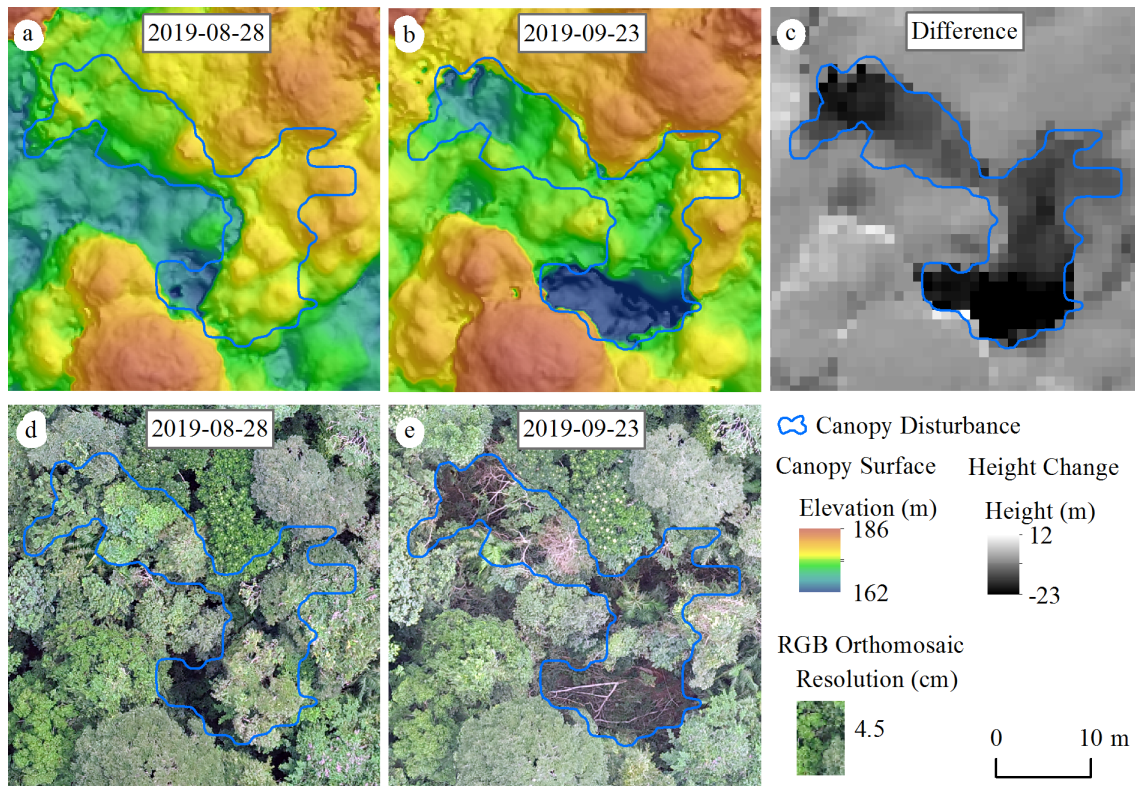 a
2019-08-28
b
2019-09-23
c
Difference
d
2019-08-28
e
2019-09-23
Canopy Disturbance
Canopy Surface
Elevation (m)
186
162
Height Change
Height (m)
12
-23
RGB Orthomosaic
Resolution (cm)
4.5
0
10 m